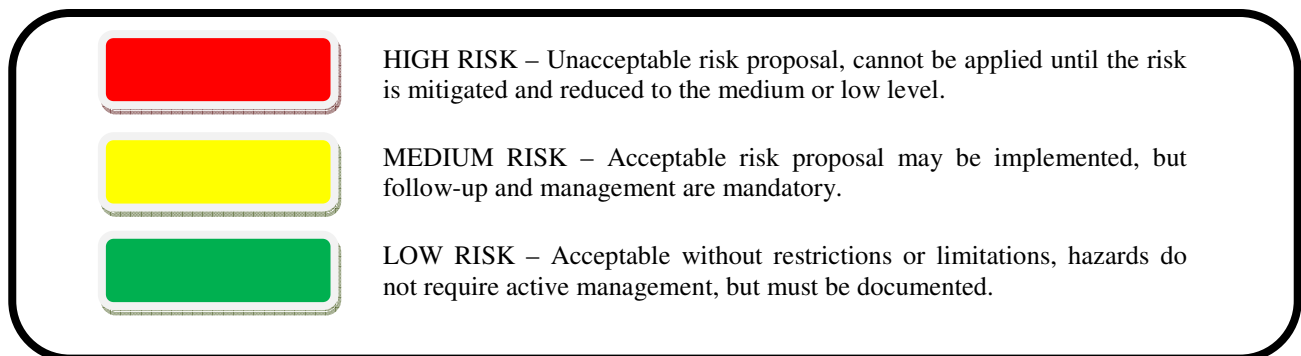 HIGH RISK – Unacceptable risk proposal, cannot be applied until the risk
is mitigated and reduced to the medium or low level.
MEDIUM RISK – Acceptable risk proposal may be implemented, but
follow-up and management are mandatory.
LOW RISK – Acceptable without restrictions or limitations, hazards do
not require active management, but must be documented.